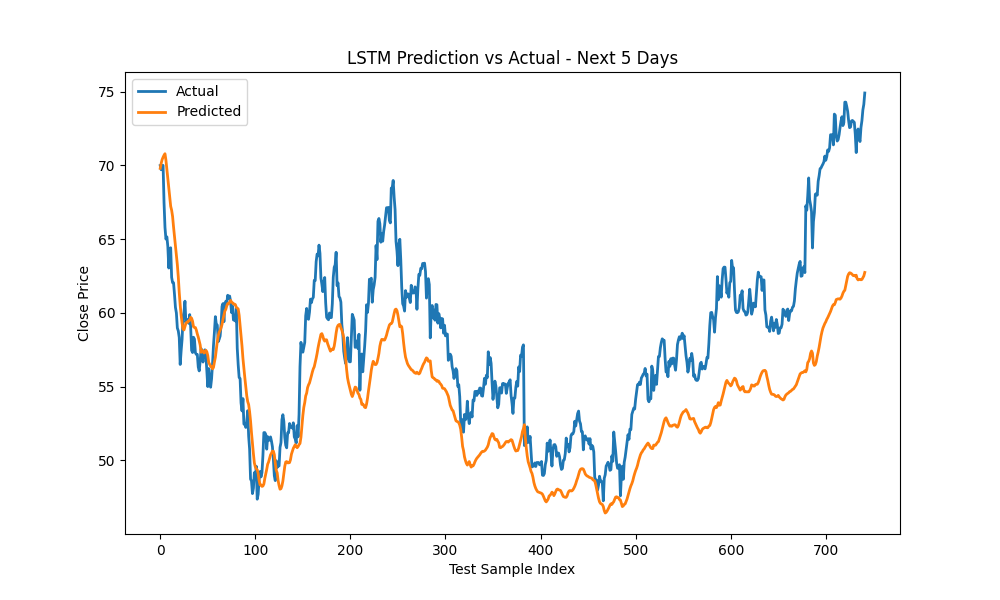 LSTM Prediction vs Actual - Next 5 Days
Actual
Predicted
Close Price
75
70
65
60
55
50
0 100 200 300 400 500 600 700
Test Sample Index